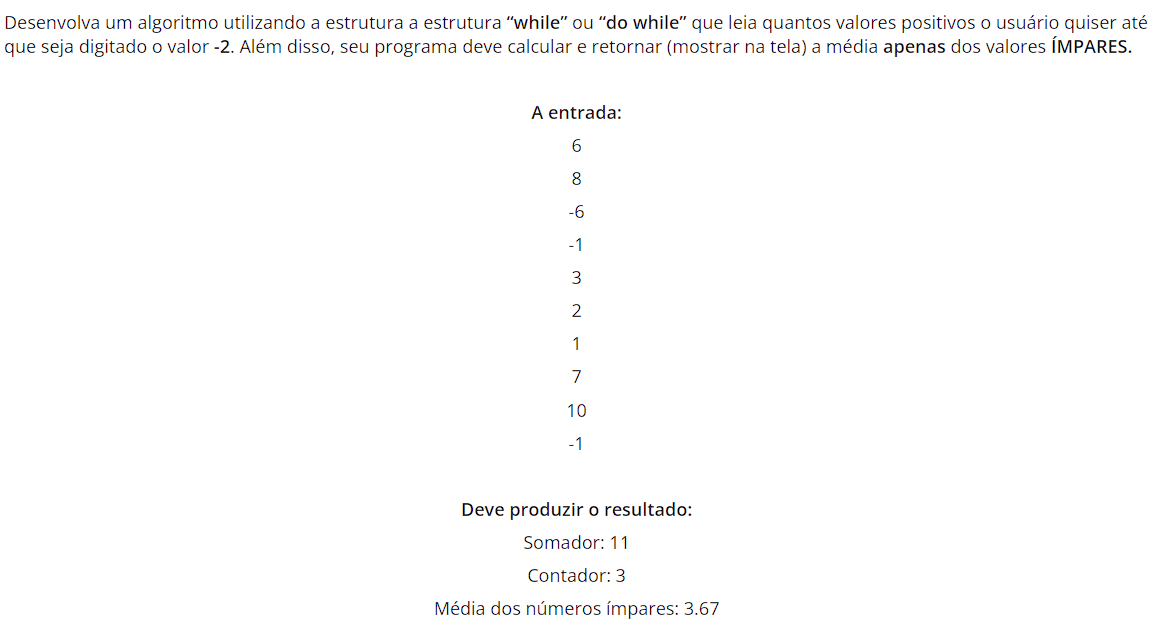 Desenvolva um algoritmo utilizando a estrutura a estrutura “while” ou “do while” que leia quantos valores positivos o usuário quiser até
que seja digitado o valor -2. Além disso, seu programa deve calcular e retornar (mostrar na tela) a média apenas dos valores ÍMPARES.
A entrada:
6
8
-6
-1
3
2
1
7
10
-1
Deve produzir o resultado:
Somador: 11
Contador: 3
Média dos números ímpares: 3.67